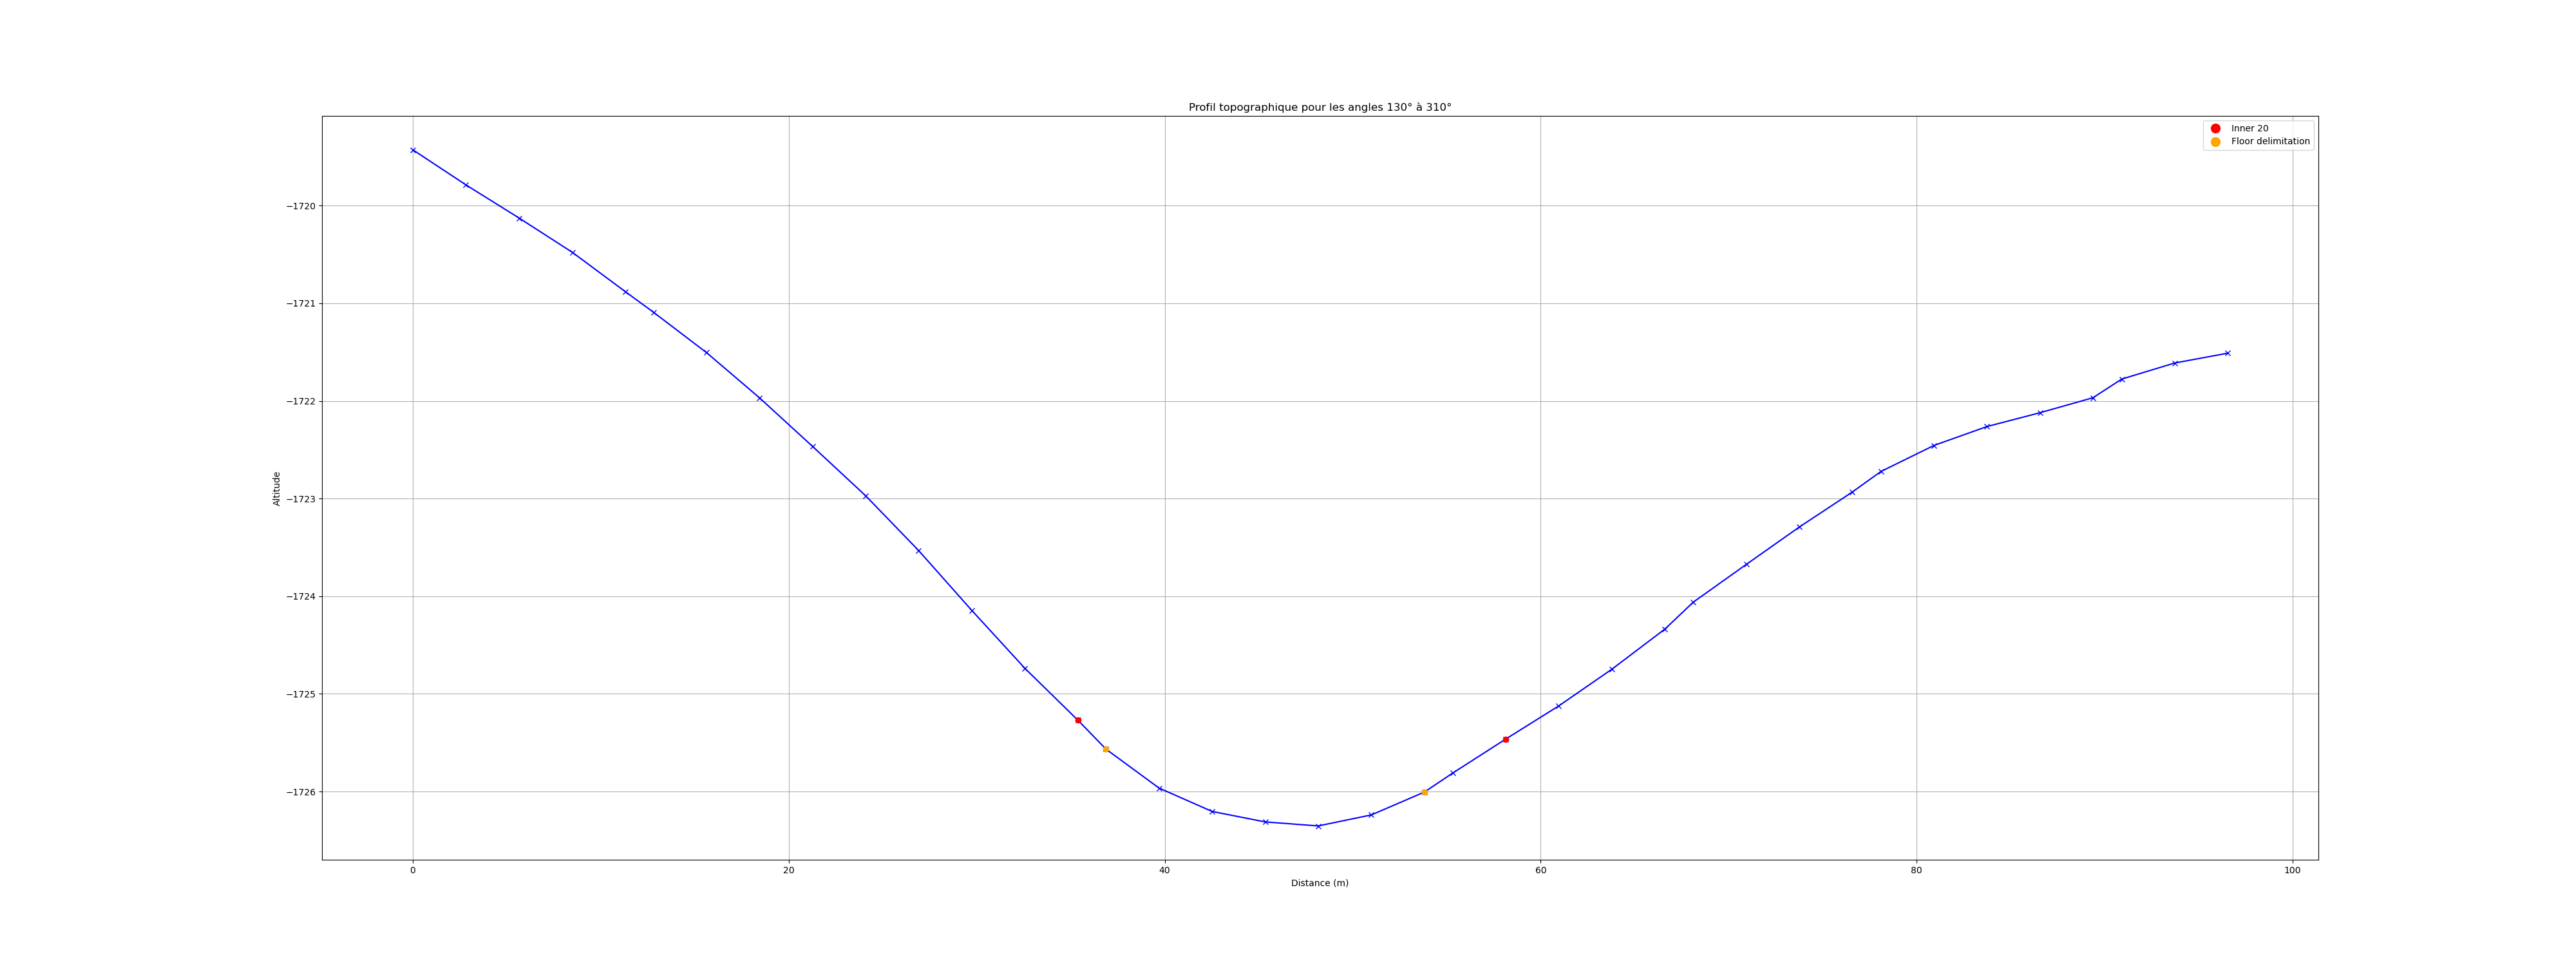 Profil topographique pour les angles 130° à 310°
Inner 20
Floor delimitation
−1720
−1721
−1722
−1723
−1724
−1725
−1726
Altitude
0 20 40 60 80 100
Distance (m)